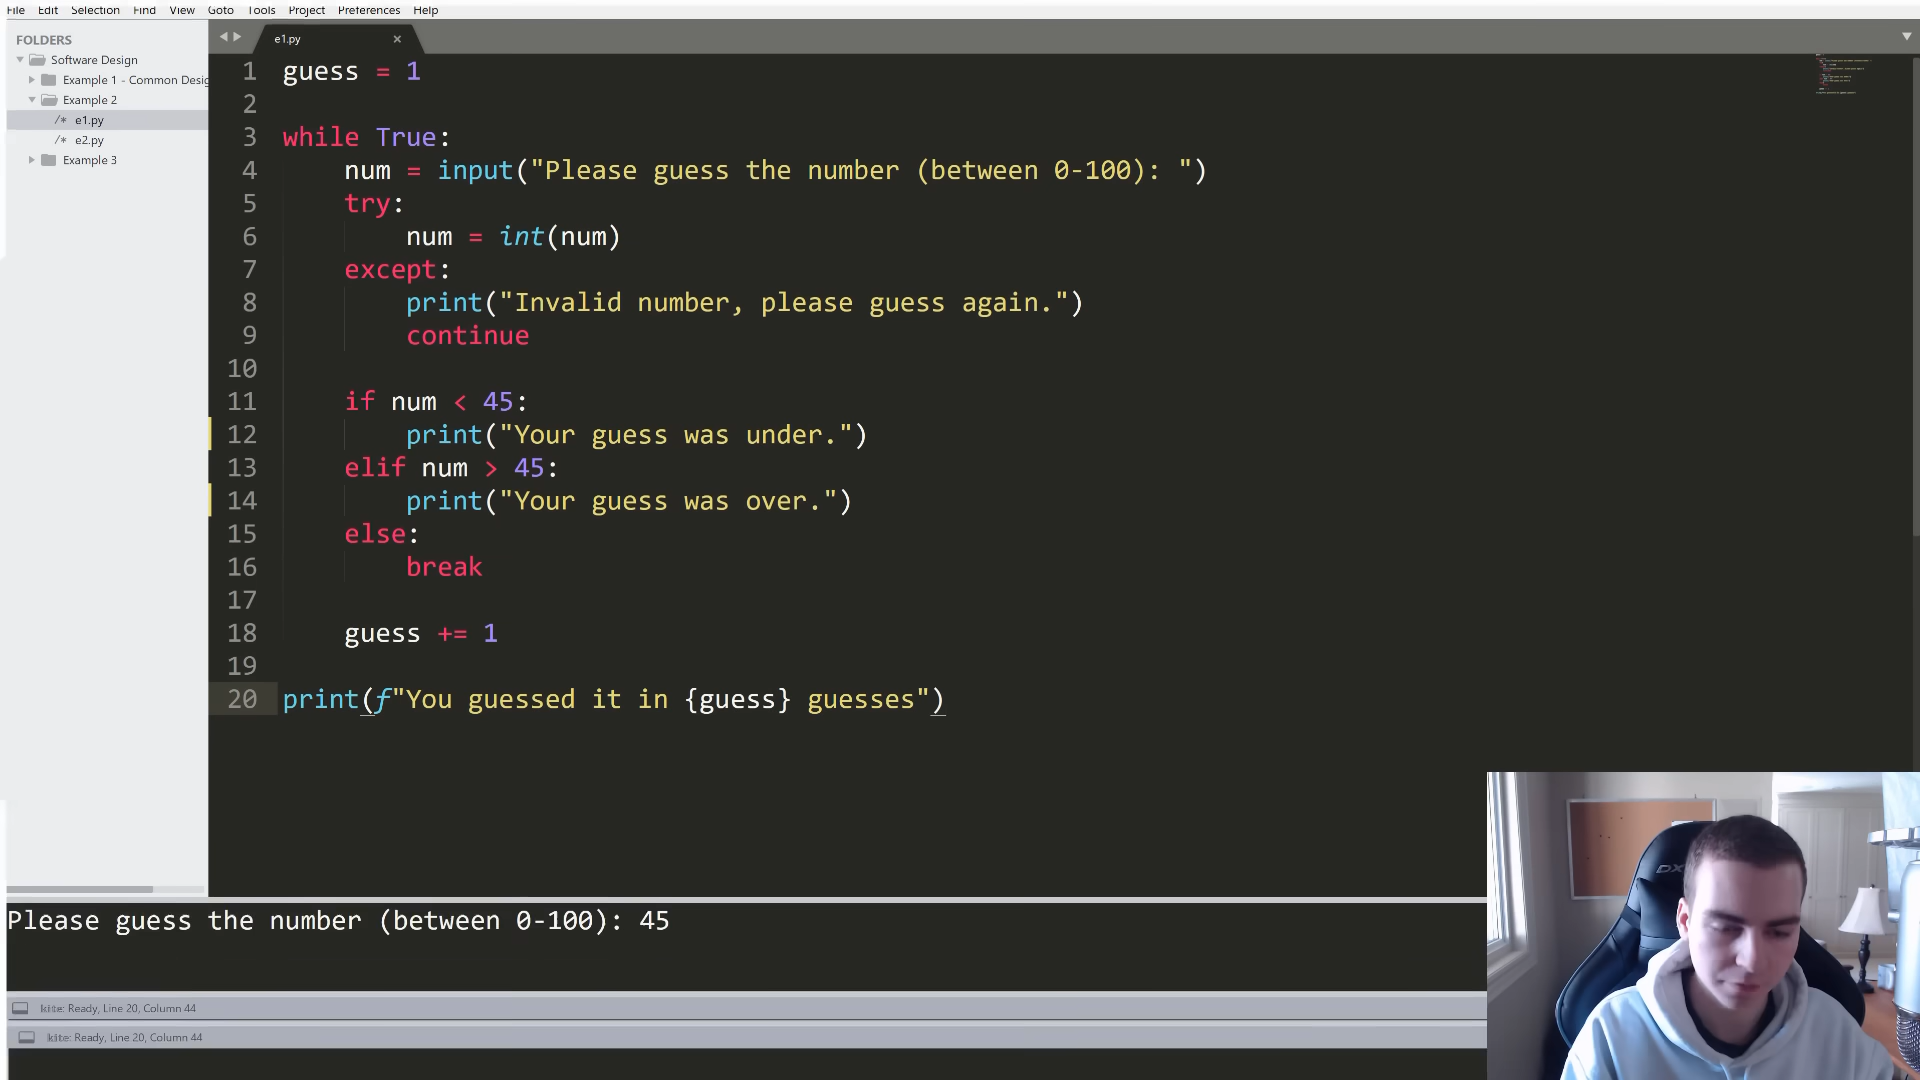 File Edit Selection Find View Goto Tools Project Preferences Help
FOLDERS
Software Design
Example 1 - Common Desig
Example 2
/* e1.py
/* e2.py
Example 3
e1.py ×
1 guess = 1
2
3 while True:
4 num = input("Please guess the number (between 0-100): ")
5 try:
6 num = int(num)
7 except:
8 print("Invalid number, please guess again.")
9 continue
10
11 if num < 45:
12 print("Your guess was under.")
13 elif num > 45:
14 print("Your guess was over.")
15 else:
16 break
17
18 guess += 1
19
20 print(f"You guessed it in {guess} guesses")
Please guess the number (between 0-100): 45
kite: Ready, Line 20, Column 44
kite: Ready, Line 20, Column 44
DX